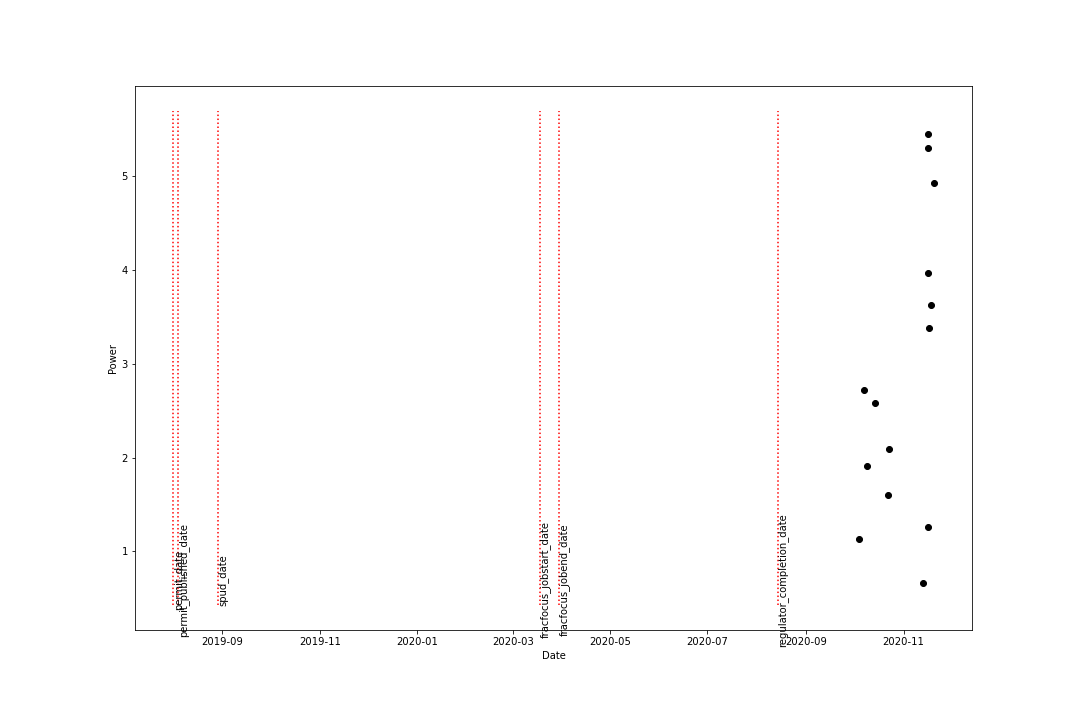 5
4
3
2
1
Power
permit_date
permit_published_date
spud_date
fracfocus_jobstart_date
fracfocus_jobend_date
regulator_completion_date
2019-09
2019-11
2020-01
2020-03
2020-05
2020-07
2020-09
2020-11
Date